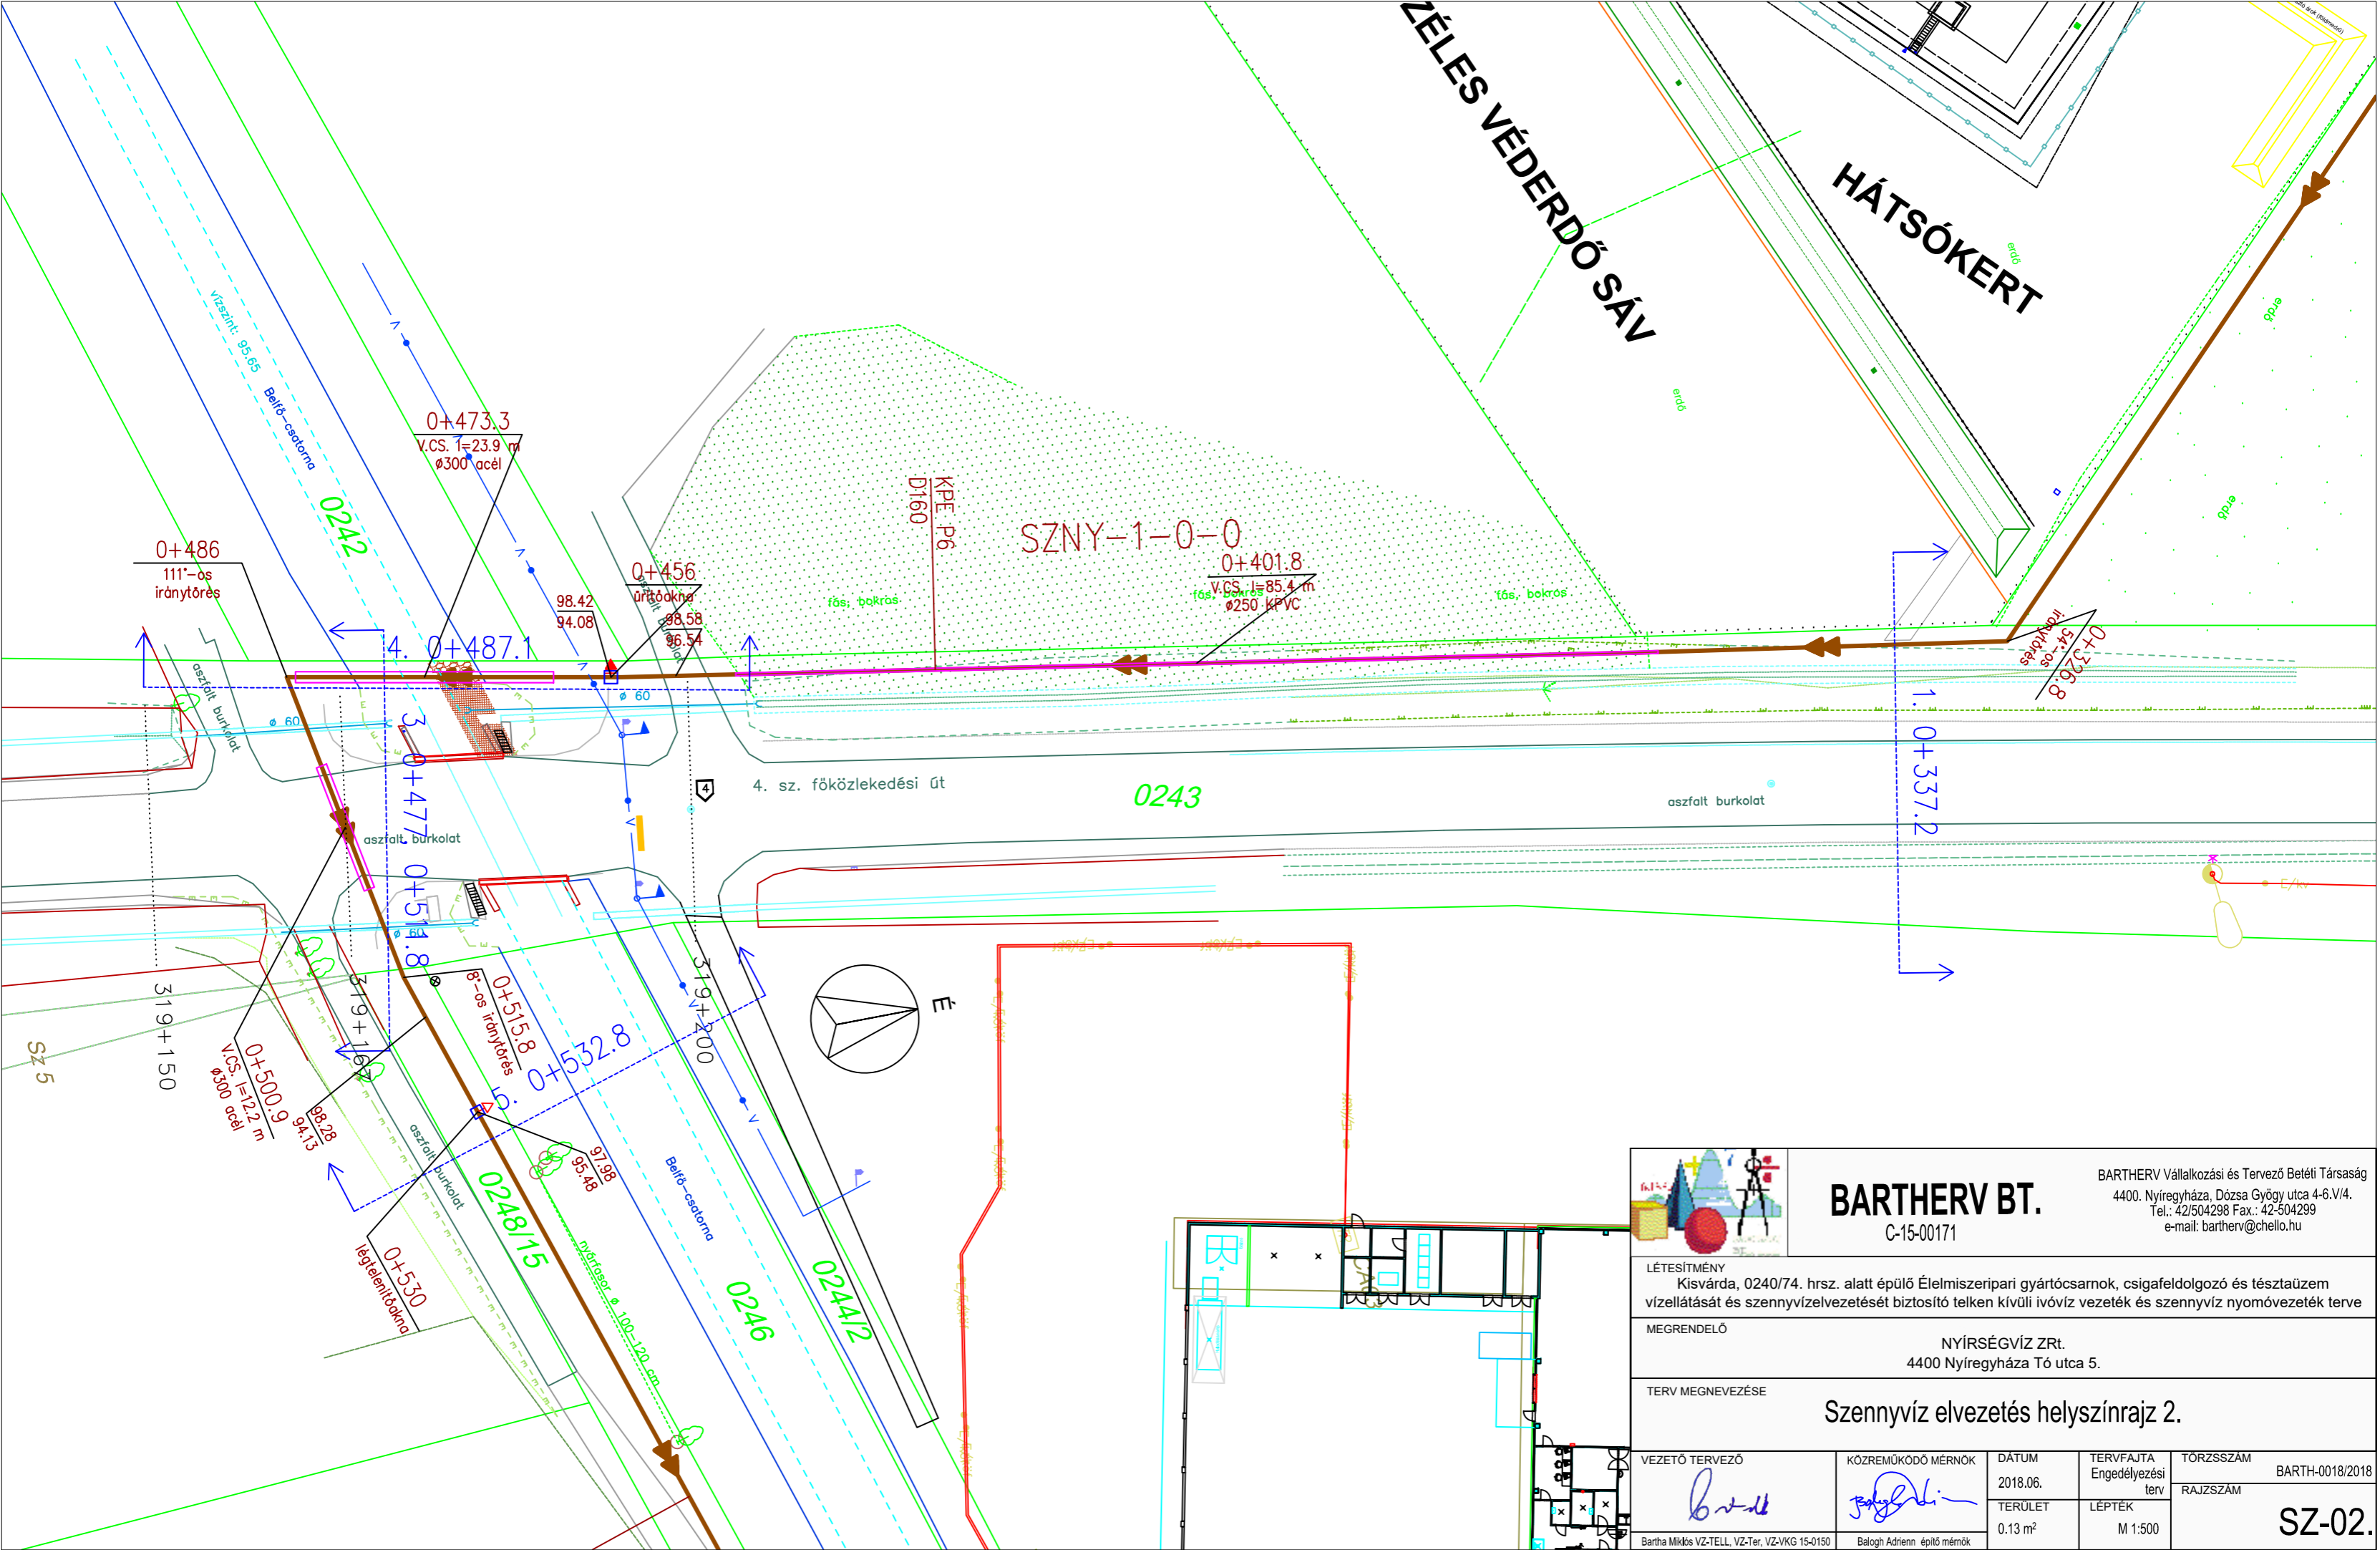 ZÉLES VÉDERDŐ SÁV
HÁTSÓKERT
erdő
erdő
erdő
erdő
vízszint: 95.65
Belfő-csatorna
0242
0+473.3
V.CS. l=23.9 m
ø300 acél
0+486
111°-os
iránytörés
0+456
ürítőakna
98.42
94.08
98.58
96.54
aszfalt burkolat
KPE P6
D160
SZNY-1-0-0
0+401.8
V.CS. l=85.4 m
ø250 KPVC
fás, bokros
fás, bokros
fás, bokros
0+326.8
54°-os
iránytörés
1. 0+337.2
4. 0+487.1
3. 0+477, 0+511.8
ø 60
ø 60
ø 60
aszfalt burkolat
aszfalt burkolat
4
4. sz. főközlekedési út
0243
aszfalt burkolat
E/kv
319+150
319+167
319+200
É
Sz 5
0+500.9
V.CS. l=12.2 m
ø300 acél
98.28
94.13
0+515.8
8°-os iránytörés
5. 0+532.8
97.98
95.48
0+530
légtelenítőakna
aszfalt burkolat
0248/15
nyárfasor ø 100-120 cm
Belfő-csatorna
0246
0244/2
BARTHERV BT.
C-15-00171
BARTHERV Vállalkozási és Tervező Betéti Társaság
4400. Nyíregyháza, Dózsa Gyögy utca 4-6.V/4.
Tel.: 42/504298 Fax.: 42-504299
e-mail: bartherv@chello.hu
LÉTESÍTMÉNY
Kisvárda, 0240/74. hrsz. alatt épülő Élelmiszeripari gyártócsarnok, csigafeldolgozó és tésztaüzem
vízellátását és szennyvízelvezetését biztosító telken kívüli ivóvíz vezeték és szennyvíz nyomóvezeték terve
MEGRENDELŐ
NYÍRSÉGVÍZ ZRt.
4400 Nyíregyháza Tó utca 5.
TERV MEGNEVEZÉSE
Szennyvíz elvezetés helyszínrajz 2.
VEZETŐ TERVEZŐ
Bartha Miklós VZ-TELL, VZ-Ter, VZ-VKG 15-0150
KÖZREMŰKÖDŐ MÉRNÖK
Balogh Adrienn építő mérnök
DÁTUM
2018.06.
TERÜLET
0.13 m²
TERVFAJTA
Engedélyezési
terv
LÉPTÉK
M 1:500
TÖRZSSZÁM
BARTH-0018/2018
RAJZSZÁM
SZ-02.